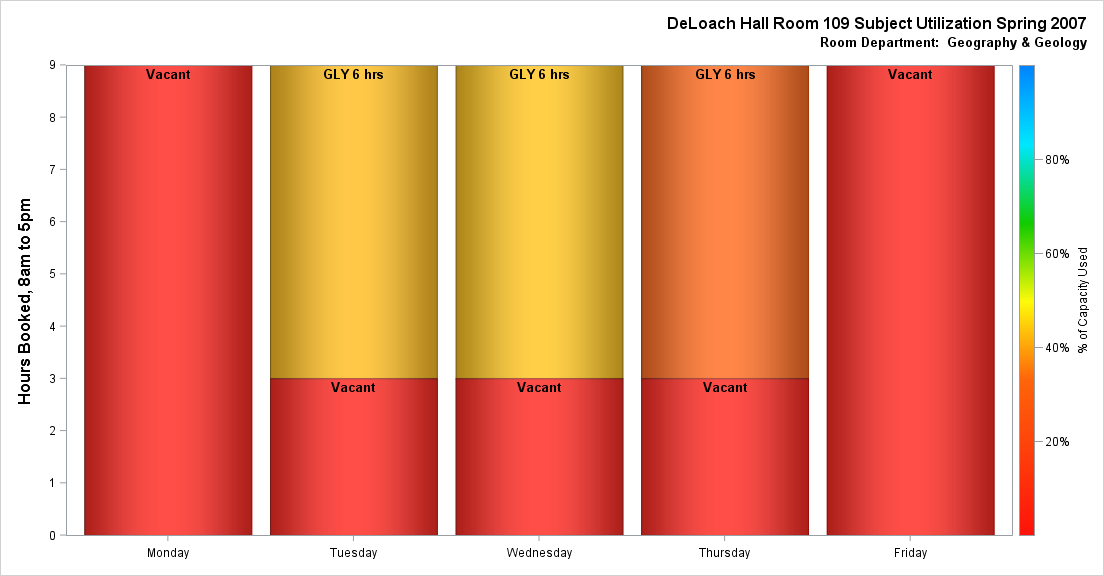 DeLoach Hall Room 109 Subject Utilization Spring 2007
Room Department:  Geography & Geology
Hours Booked, 8am to 5pm
9
8
7
6
5
4
3
2
1
0
Vacant
GLY 6 hrs
GLY 6 hrs
GLY 6 hrs
Vacant
Vacant
Vacant
Vacant
Monday
Tuesday
Wednesday
Thursday
Friday
80%
60%
40%
20%
% of Capacity Used